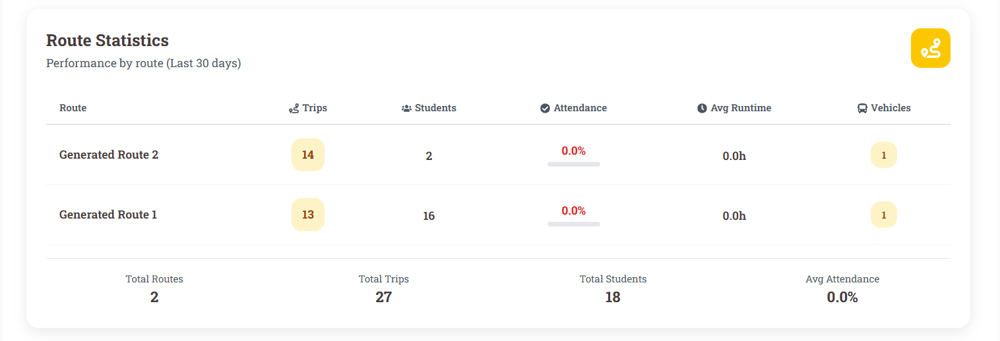 Route Statistics
Performance by route (Last 30 days)
Route Trips Students Attendance Avg Runtime Vehicles
Generated Route 2 14 2 0.0% 0.0h 1
Generated Route 1 13 16 0.0% 0.0h 1
Total Routes Total Trips Total Students Avg Attendance
2 27 18 0.0%